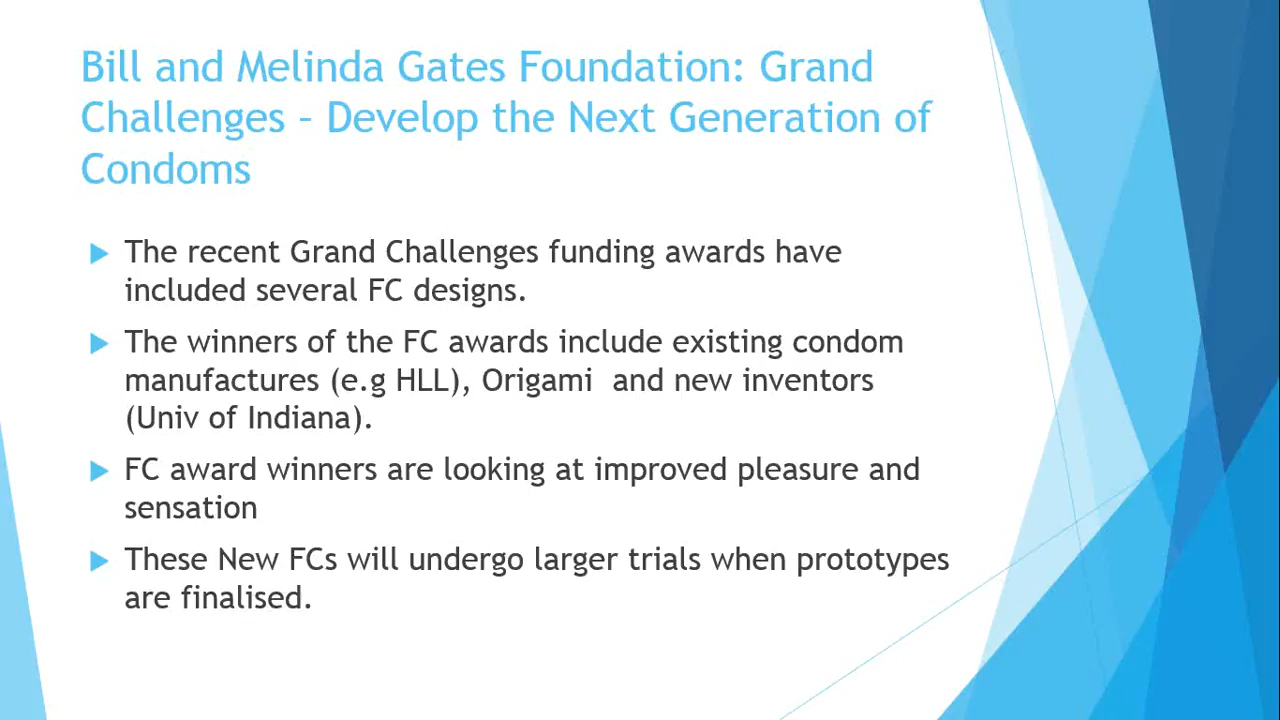 Bill and Melinda Gates Foundation: Grand
Challenges – Develop the Next Generation of
Condoms
The recent Grand Challenges funding awards have
included several FC designs.
The winners of the FC awards include existing condom
manufactures (e.g HLL), Origami and new inventors
(Univ of Indiana).
FC award winners are looking at improved pleasure and
sensation
These New FCs will undergo larger trials when prototypes
are finalised.